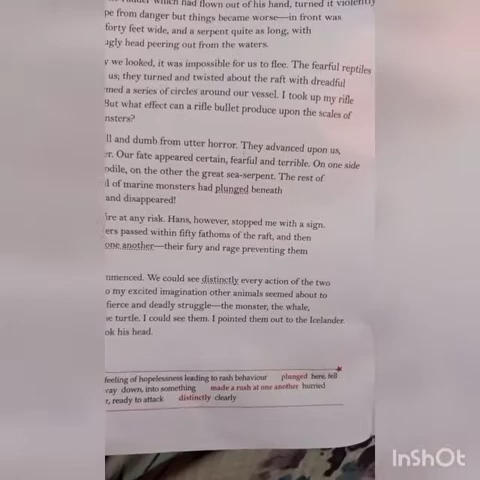 rudder which had flown out of his hand, turned it violently
pe from danger but things became worse—in front was
forty feet wide, and a serpent quite as long, with
ugly head peering out from the waters.
y we looked, it was impossible for us to flee. The fearful reptiles
us; they turned and twisted about the raft with dreadful
med a series of circles around our vessel. I took up my rifle
But what effect can a rifle bullet produce upon the scales of
nsters?
ll and dumb from utter horror. They advanced upon us,
er. Our fate appeared certain, fearful and terrible. On one side
odile, on the other the great sea-serpent. The rest of
l of marine monsters had plunged beneath
and disappeared!
ire at any risk. Hans, however, stopped me with a sign.
ers passed within fifty fathoms of the raft, and then
one another—their fury and rage preventing them
nmenced. We could see distinctly every action of the two
o my excited imagination other animals seemed about to
fierce and deadly struggle—the monster, the whale,
e turtle. I could see them. I pointed them out to the Icelander.
ok his head.
feeling of hopelessness leading to rash behaviour plunged here, fell
way down, into something made a rush at one another hurried
r, ready to attack distinctly clearly
InShOt